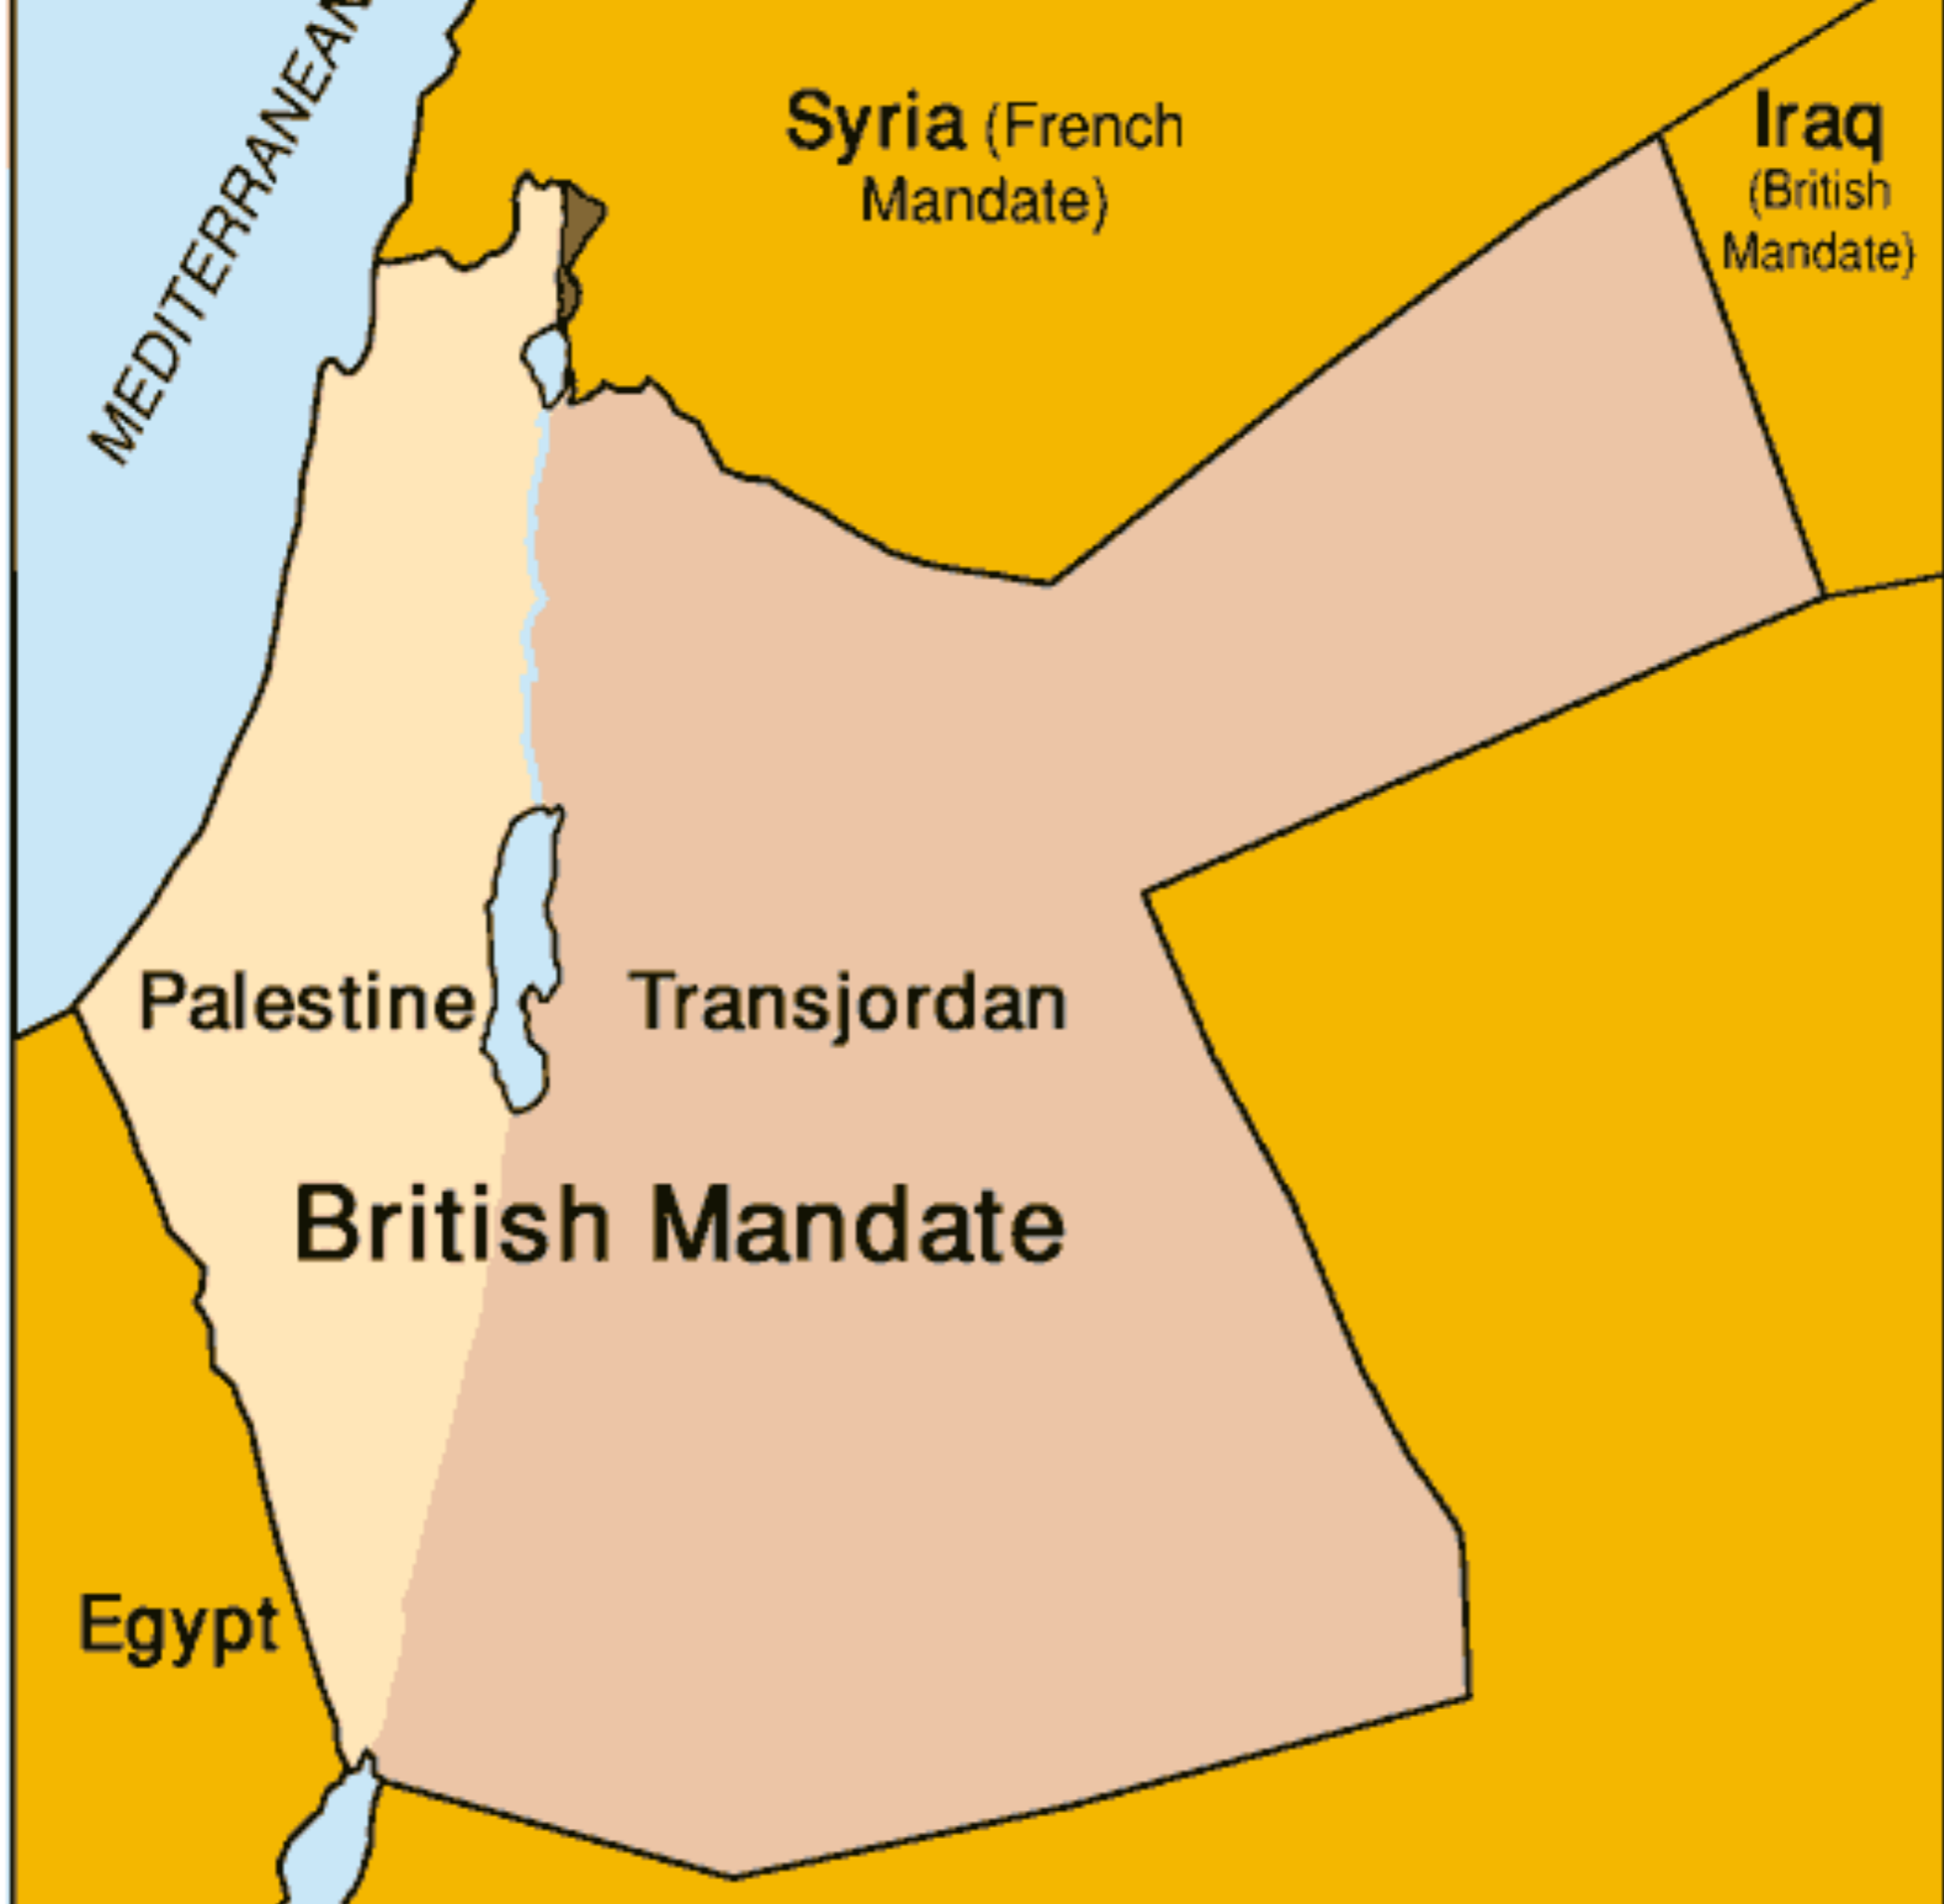 MEDITERRANEAN
Syria (French
Mandate)
Iraq
(British
Mandate)
Palestine
Transjordan
British Mandate
Egypt